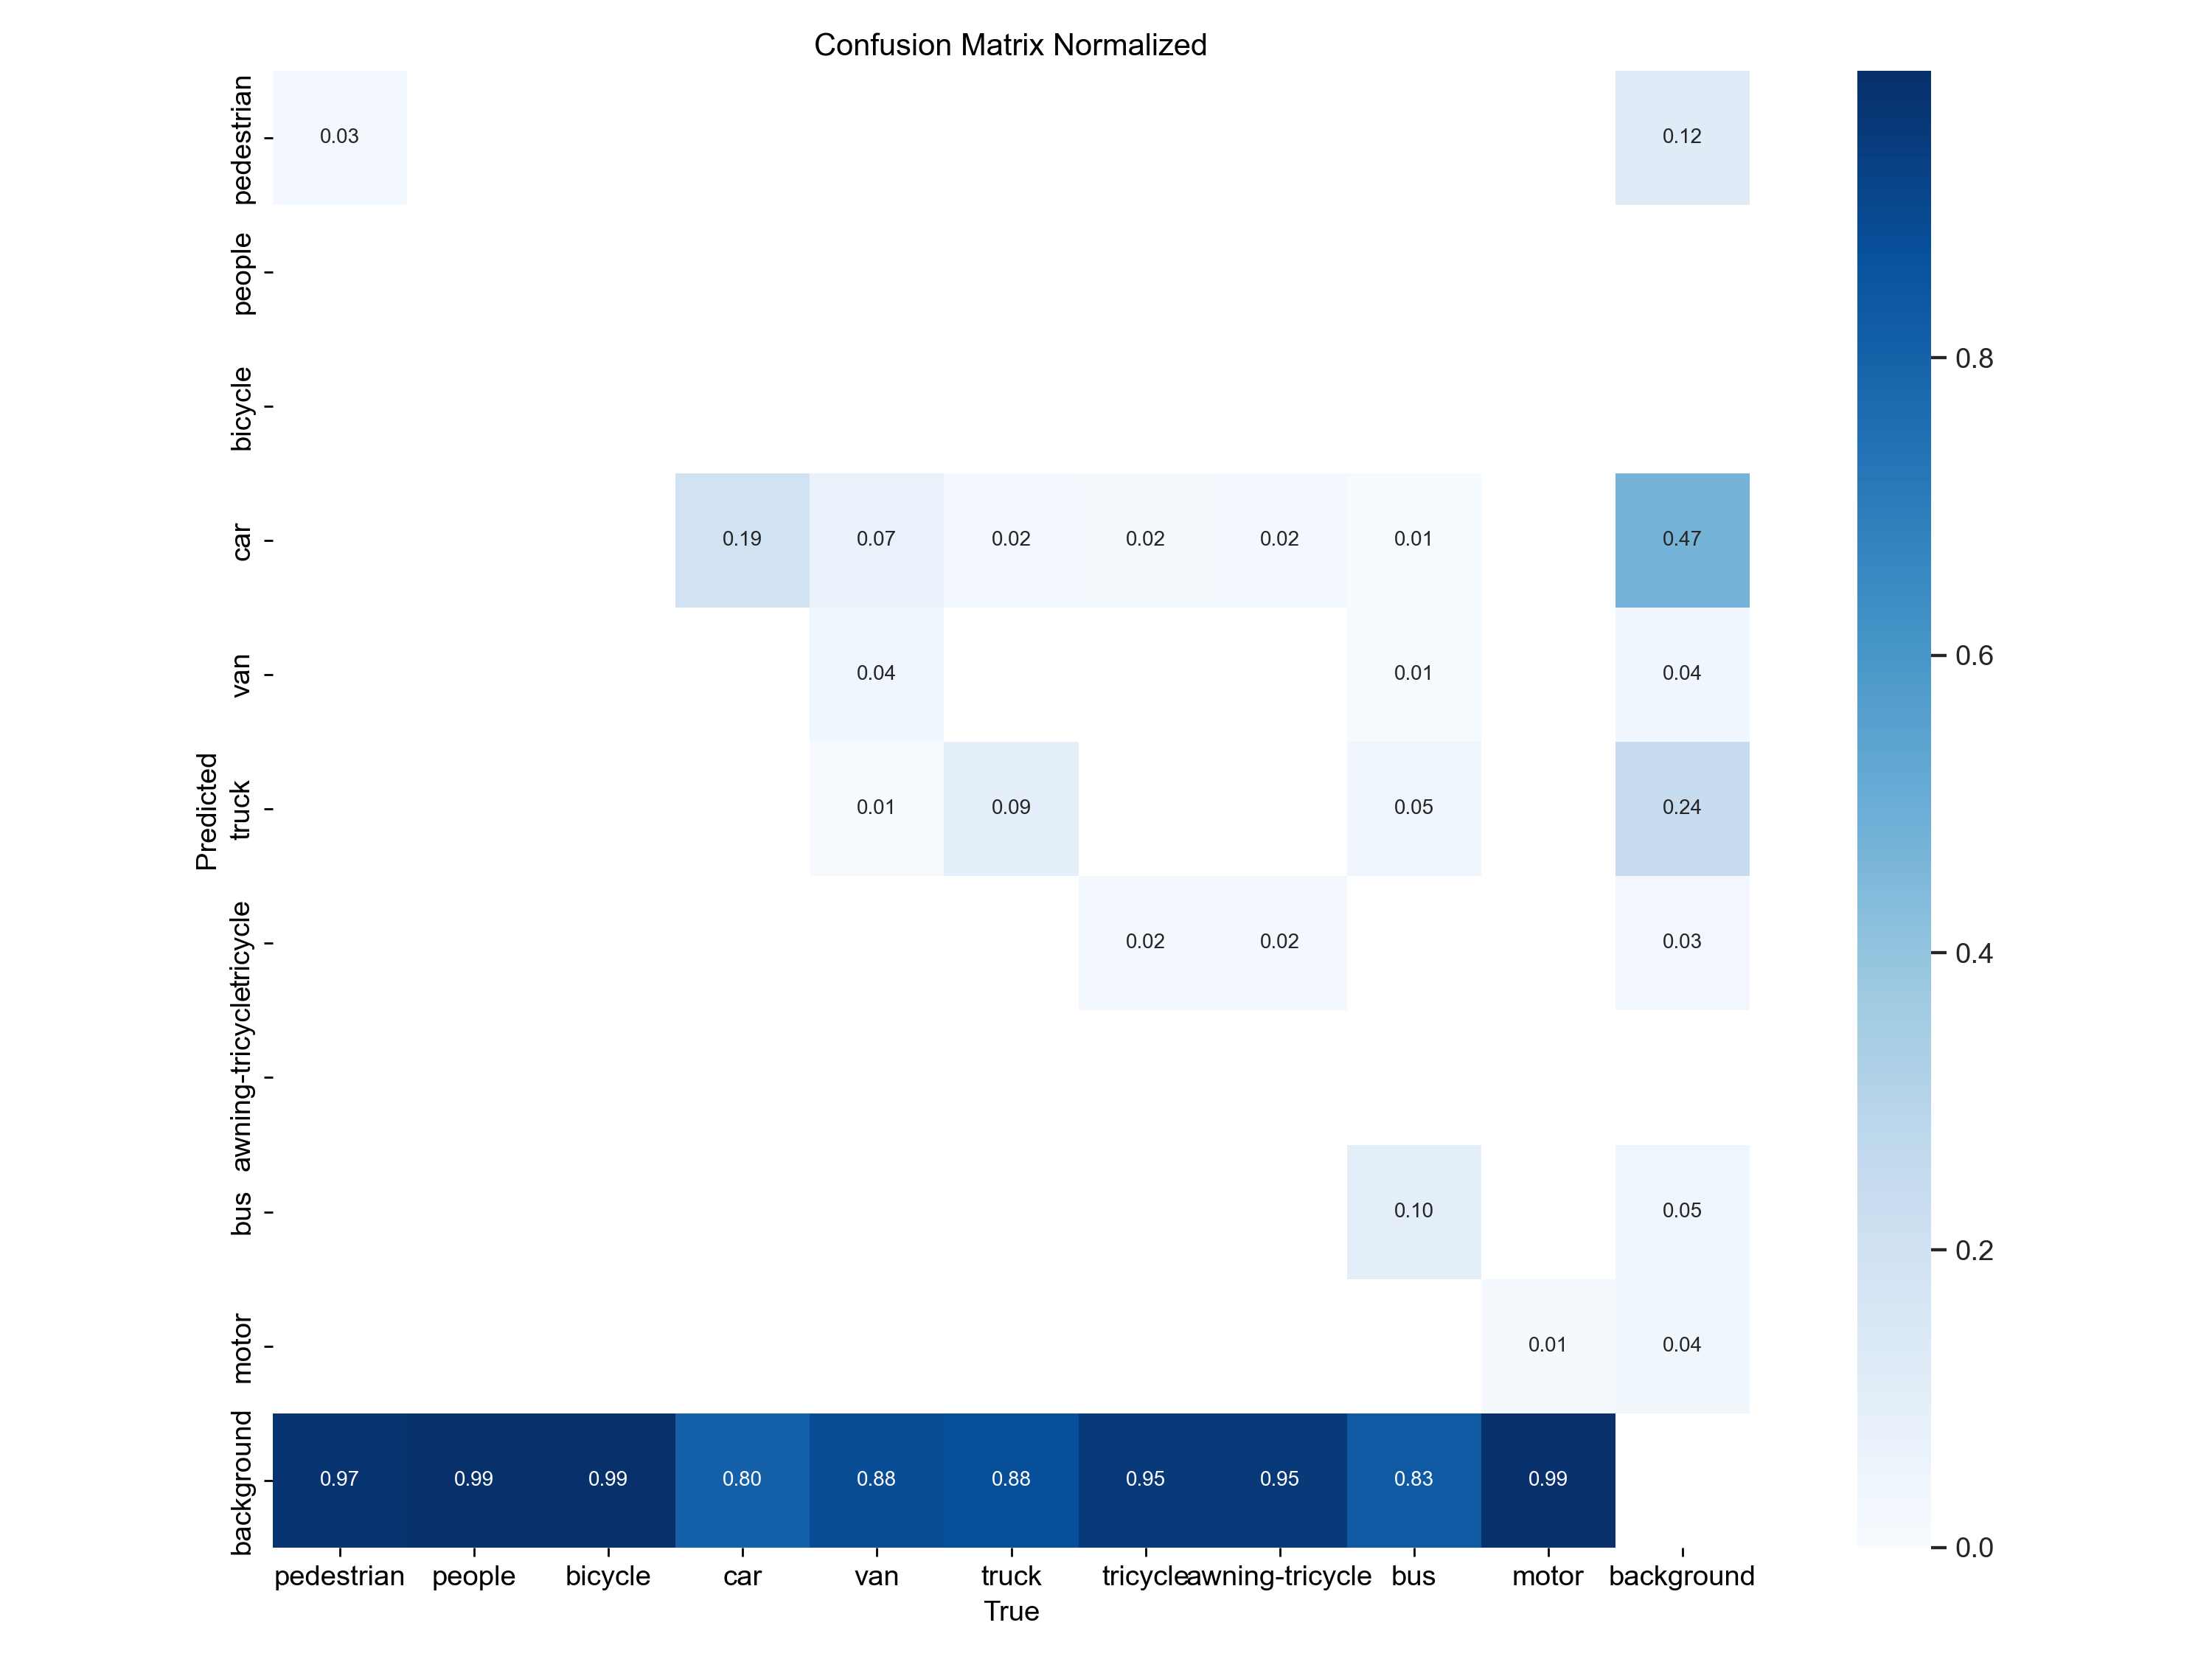 Confusion Matrix Normalized
pedestrian
0.03
0.12
people
bicycle
car
0.19 0.07 0.02 0.02 0.02 0.01 0.47
van
0.04 0.01 0.04
truck
0.01 0.09 0.05 0.24
tricycle
0.02 0.02 0.03
awning-tricycle
bus
0.10 0.05
motor
0.01 0.04
background
0.97 0.99 0.99 0.80 0.88 0.88 0.95 0.95 0.83 0.99
Predicted
pedestrian people bicycle car van truck tricycle awning-tricycle bus motor background
True
0.8
0.6
0.4
0.2
0.0